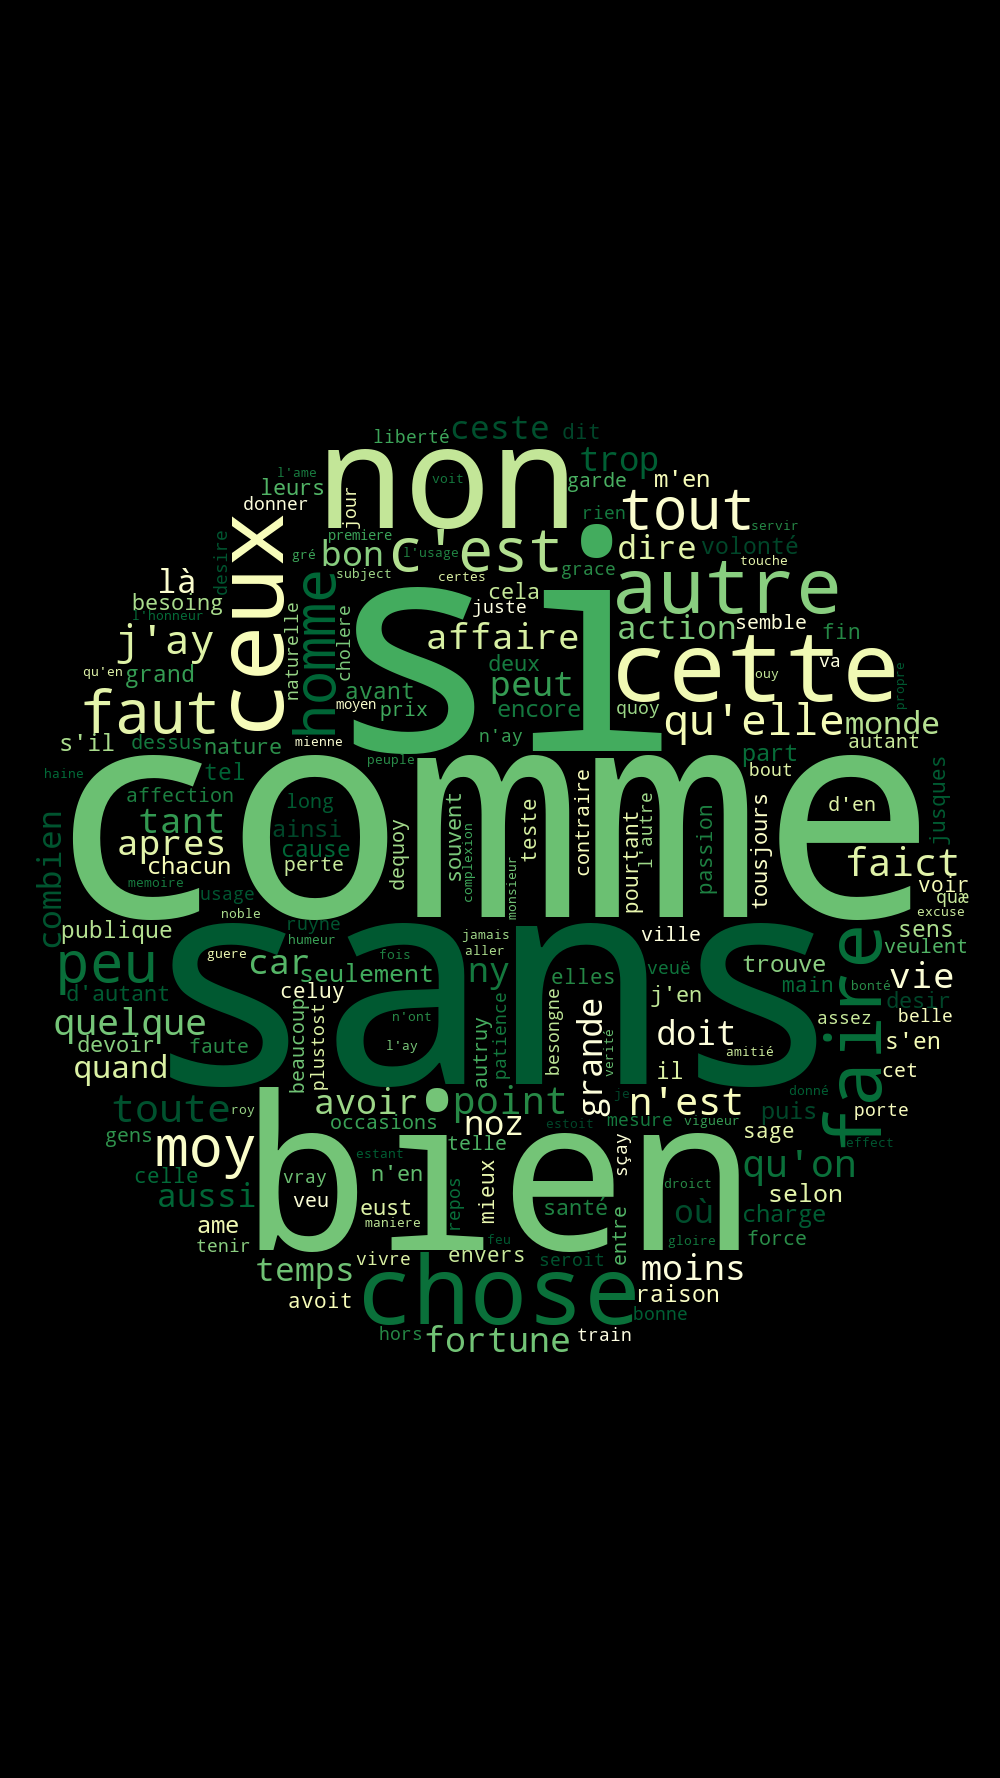 ceste
dit
liberté
non
trop
l'ame
voit
leurs
garde
m'en
donner
jour
tout
rien
ceux
premiere
servir
bon
c'est
dire
volonté
desire
gré
l'usage
touche
subject
certes
grace
si
autre
là
homme
cela
besoing
juste
l'honneur
naturelle
cholere
j'ay
affaire
action
semble
fin
deux
cette
va
qu'en
grand
avant
peut
ouy
propre
faut
moyen
prix
encore
quoy
qu'elle
monde
s'il
dessus
nature
mienne
n'ay
part
autant
comme
peuple
haine
tel
bout
jusques
affection
long
souvent
teste
contraire
pourtant
l'autre
passion
tousjours
d'en
combien
tant
ainsi
dequoy
complexion
apres
cause
chacun
perte
monsieur
faict
memoire
usage
voir
quæ
noble
excuse
sans
publique
ruyne
humeur
jamais
ville
faire
sens
aller
veulent
peu
guere
car
fois
seulement
ny
elles
veuë
trouve
vie
d'autant
celuy
main
bonté
desir
quelque
beaucoup
plustost
n'ont
patience
besongne
grande
j'en
assez
belle
devoir
faute
l'ay
autruy
verité
doit
amitié
s'en
quand
il
cet
bien
toute
roy
avoir
point
je
n'est
donné
puis
porte
gens
occasions
noz
estoit
mesure
vigueur
sage
effect
moy
telle
sçay
celle
estant
vray
n'en
mieux
droict
qu'on
aussi
veu
eust
repos
santé
où
selon
ame
maniere
entre
charge
tenir
feu
gloire
force
temps
vivre
envers
seroit
moins
avoit
chose
raison
bonne
hors
fortune
train